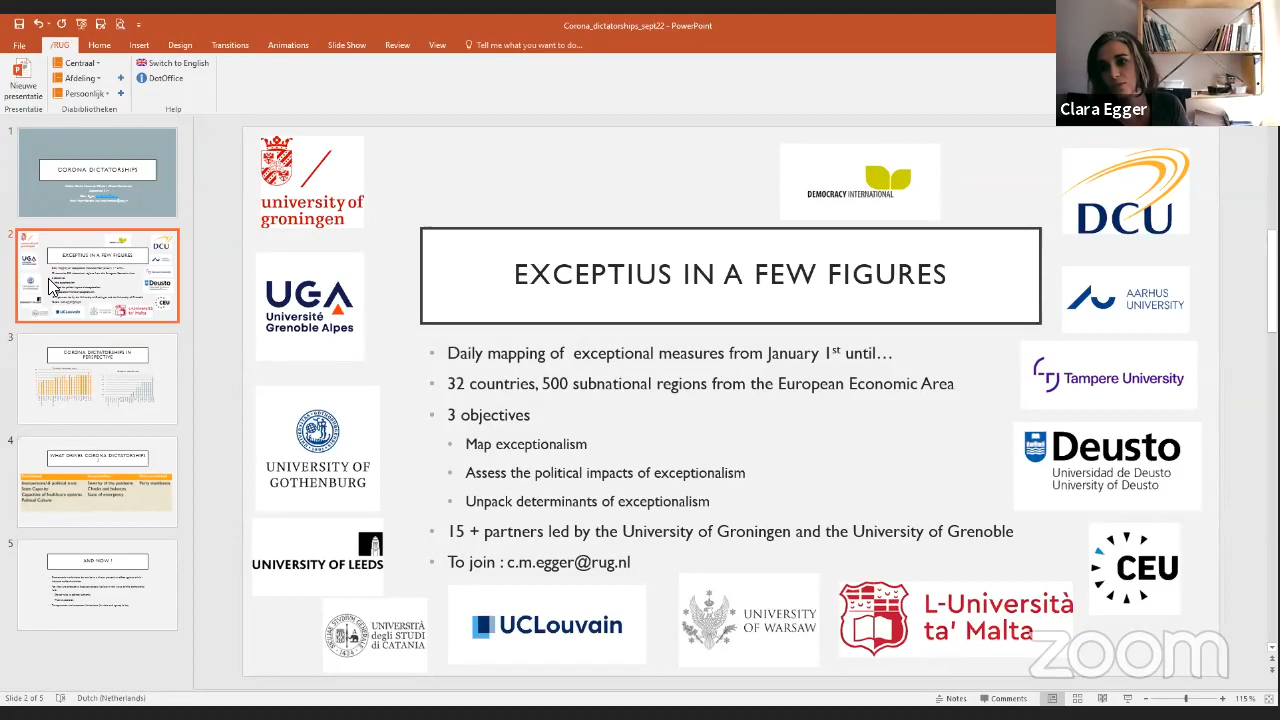 Corona_dictatorships_sept22 - PowerPoint
File
/RUG
Home
Insert
Design
Transitions
Animations
Slide Show
Review
View
Tell me what you want to do...
Nieuwe
presentatie
Presentatie
Centraal
Afdeling
Persoonlijk
Diabibliotheken
Switch to English
DotOffice
Help
Clara Egger
1
CORONA DICTATORSHIPS
2
EXCEPTIUS IN A FEW FIGURES
3
CORONA DICTATORSHIPS IN
PERSPECTIVE
4
WHAT DRIVES CORONA DICTATORSHIPS
?
5
AND NOW !
university of
groningen
UGA
Université
Grenoble Alpes
UNIVERSITY OF
GOTHENBURG
UNIVERSITY OF LEEDS
UNIVERSITÀ
degli STUDI
di CATANIA
DEMOCRACY INTERNATIONAL
EXCEPTIUS IN A FEW FIGURES
Daily mapping of exceptional measures from January 1st until…
32 countries, 500 subnational regions from the European Economic Area
3 objectives
Map exceptionalism
Assess the political impacts of exceptionalism
Unpack determinants of exceptionalism
15 + partners led by the University of Groningen and the University of Grenoble
To join : c.m.egger@rug.nl
UCLouvain
UNIVERSITY
OF WARSAW
L-Università
ta' Malta
DCU
AARHUS
UNIVERSITY
Tampere University
Deusto
Universidad de Deusto
University of Deusto
CEU
zoom
Slide 2 of 5
Dutch (Netherlands)
Notes
Comments
115 %